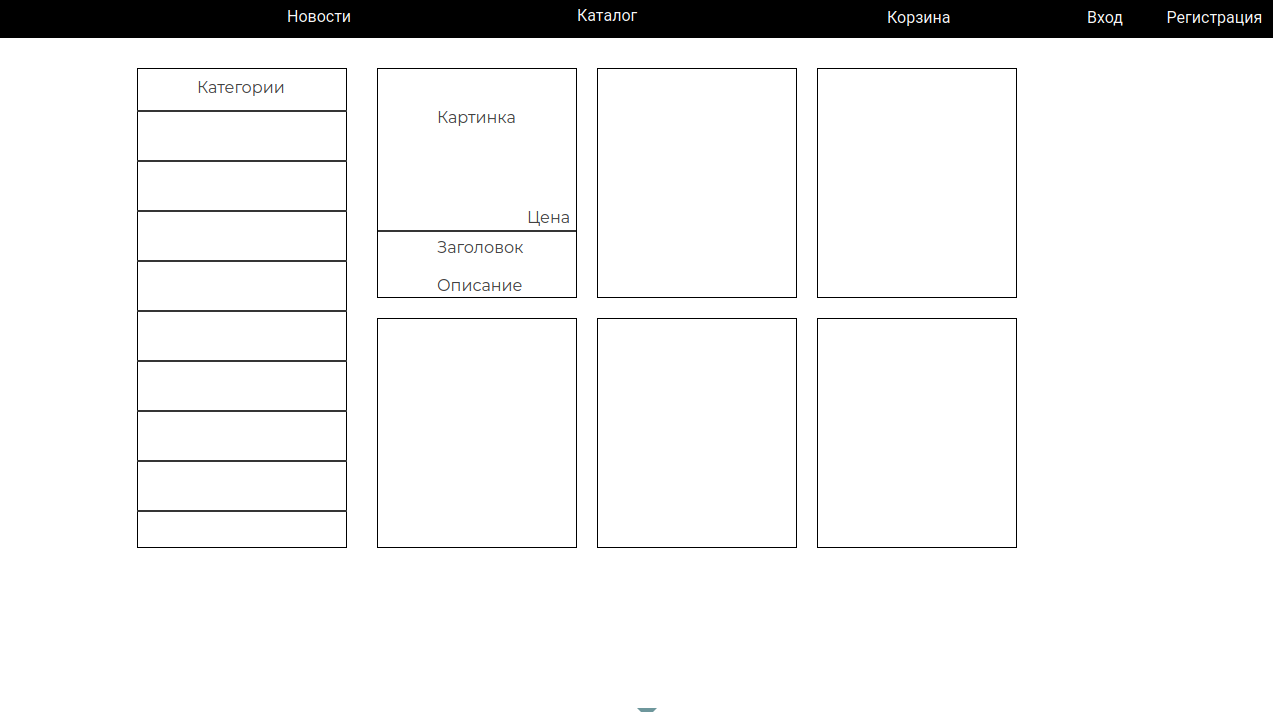 Новости Каталог Корзина Вход Регистрация
Категории
Картинка
Цена
Заголовок
Описание